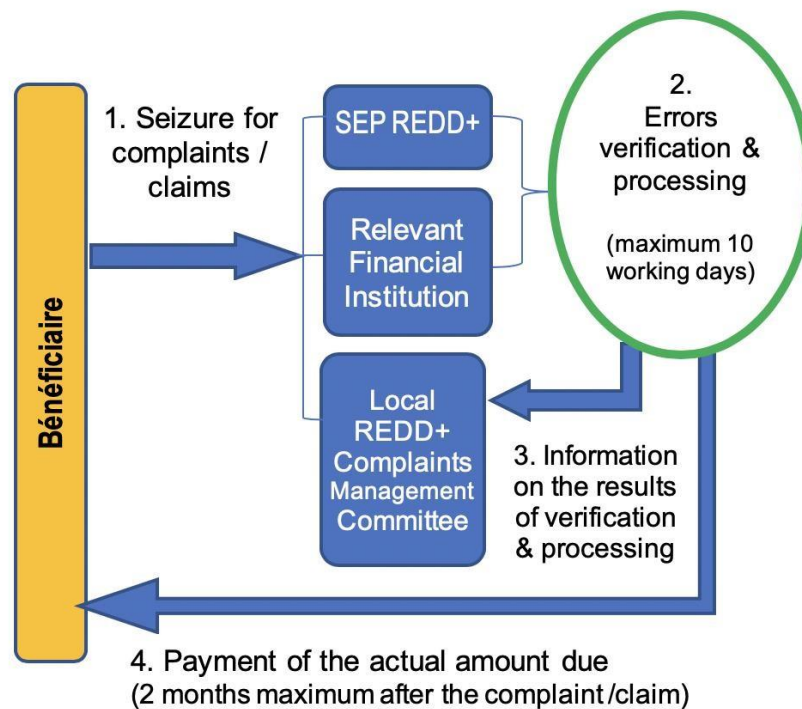 Bénéficiaire
1. Seizure for
complaints /
claims
SEP REDD+
Relevant
Financial
Institution
Local
REDD+
Complaints
Management
Committee
2.
Errors
verification &
processing
(maximum 10
working days)
3. Information
on the results
of verification
& processing
4. Payment of the actual amount due
(2 months maximum after the complaint/claim)